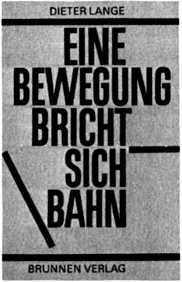 DIETER LANGE
EINE
BEWEGUNG
BRICHT
SICH
BAHN
BRUNNEN VERLAG